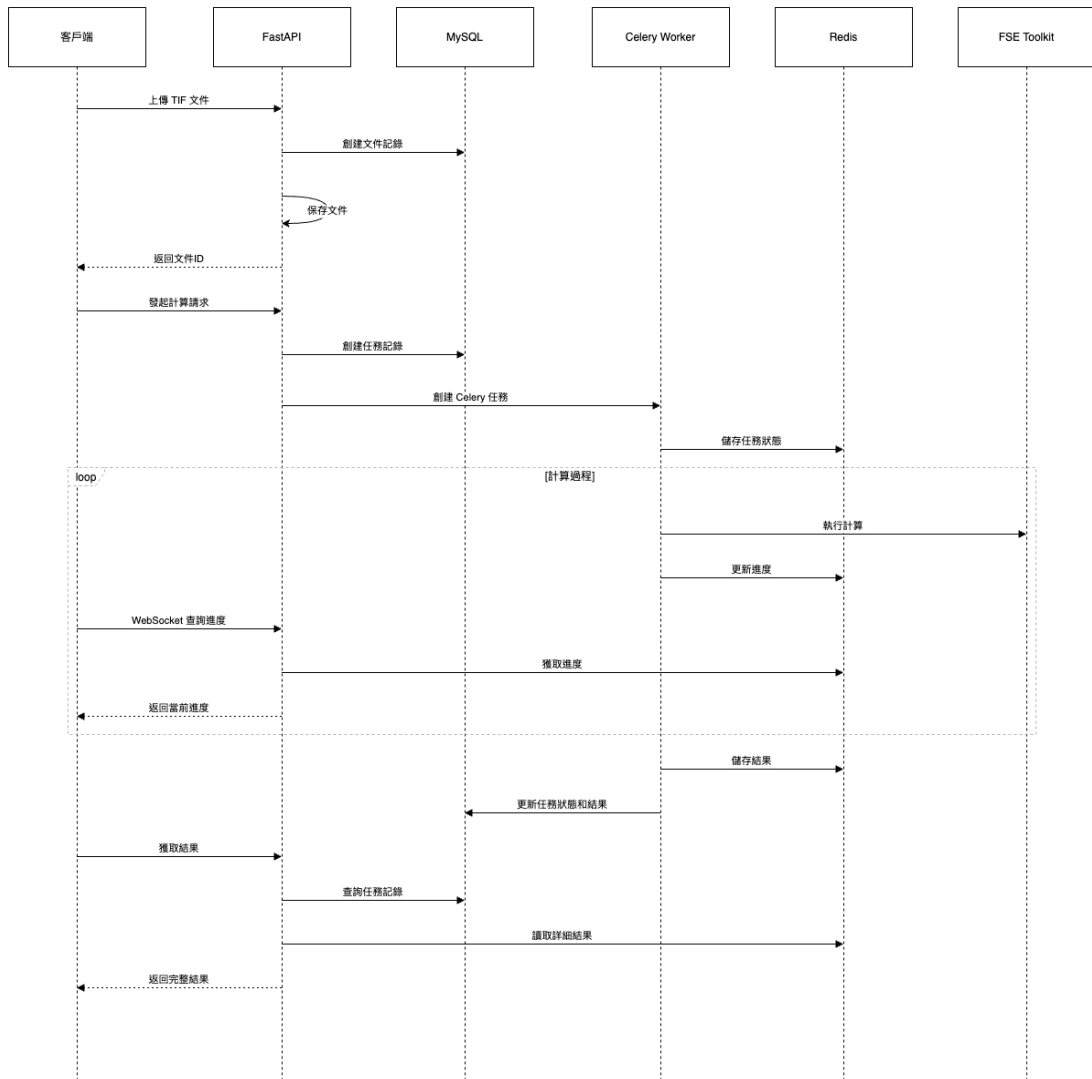 客戶端
FastAPI
MySQL
Celery Worker
Redis
FSE Toolkit
上傳 TIF 文件
創建文件記錄
保存文件
返回文件ID
發起計算請求
創建任務記錄
創建 Celery 任務
儲存任務狀態
loop
[計算過程]
執行計算
更新進度
WebSocket 查詢進度
獲取進度
返回當前進度
儲存結果
更新任務狀態和結果
獲取結果
查詢任務記錄
讀取詳細結果
返回完整結果